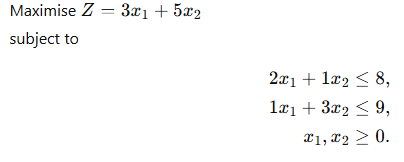 Maximise Z = 3x₁ + 5x₂
subject to
2x₁ + 1x₂ ≤ 8,
1x₁ + 3x₂ ≤ 9,
x₁, x₂ ≥ 0.